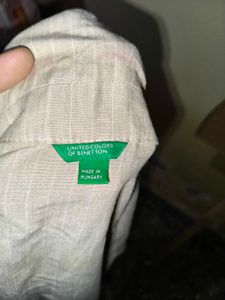 UNITED COLORS
OF BENETTON
MADE IN
HUNGARY